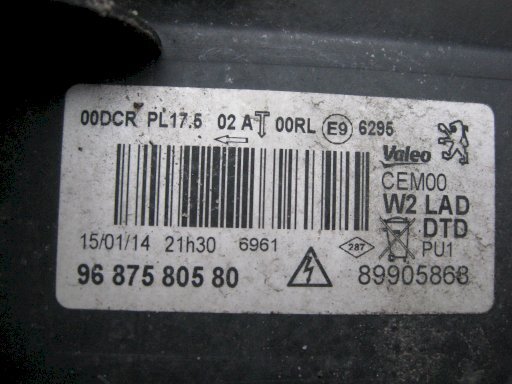 00DCR PL17.5 02 A 00RL E9 6295
Valeo
CEM00
W2 LAD
DTD
PU1
15/01/14 21h30 6961
287
96 875 805 80
89905868